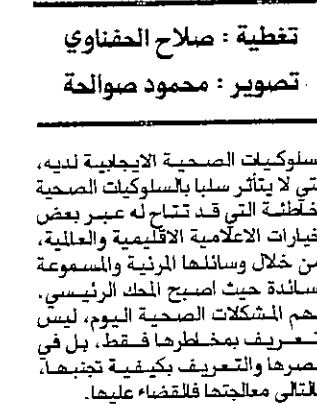 تغطية : صلاح الحفناوي
تصوير : محمود صوالحة
سلوكيات الصحية الايجابية لديه،
تي لا يتأثر سلبا بالسلوكيات الصحية
خاطئة التي قد تتاح له عبر بعض
خيارات الاعلامية الاقليمية والعالمية،
من خلال وسائلها المرئية والمسموعة
سائدة حيث اصبح المحك الرئيسي.
هم المشكلات الصحية اليوم، ليس
تعريف بمخاطرها فقط، بل في
صرها والتعريف بكيفية تجنبها،
بالتالي معالجتها فالقضاء عليها.